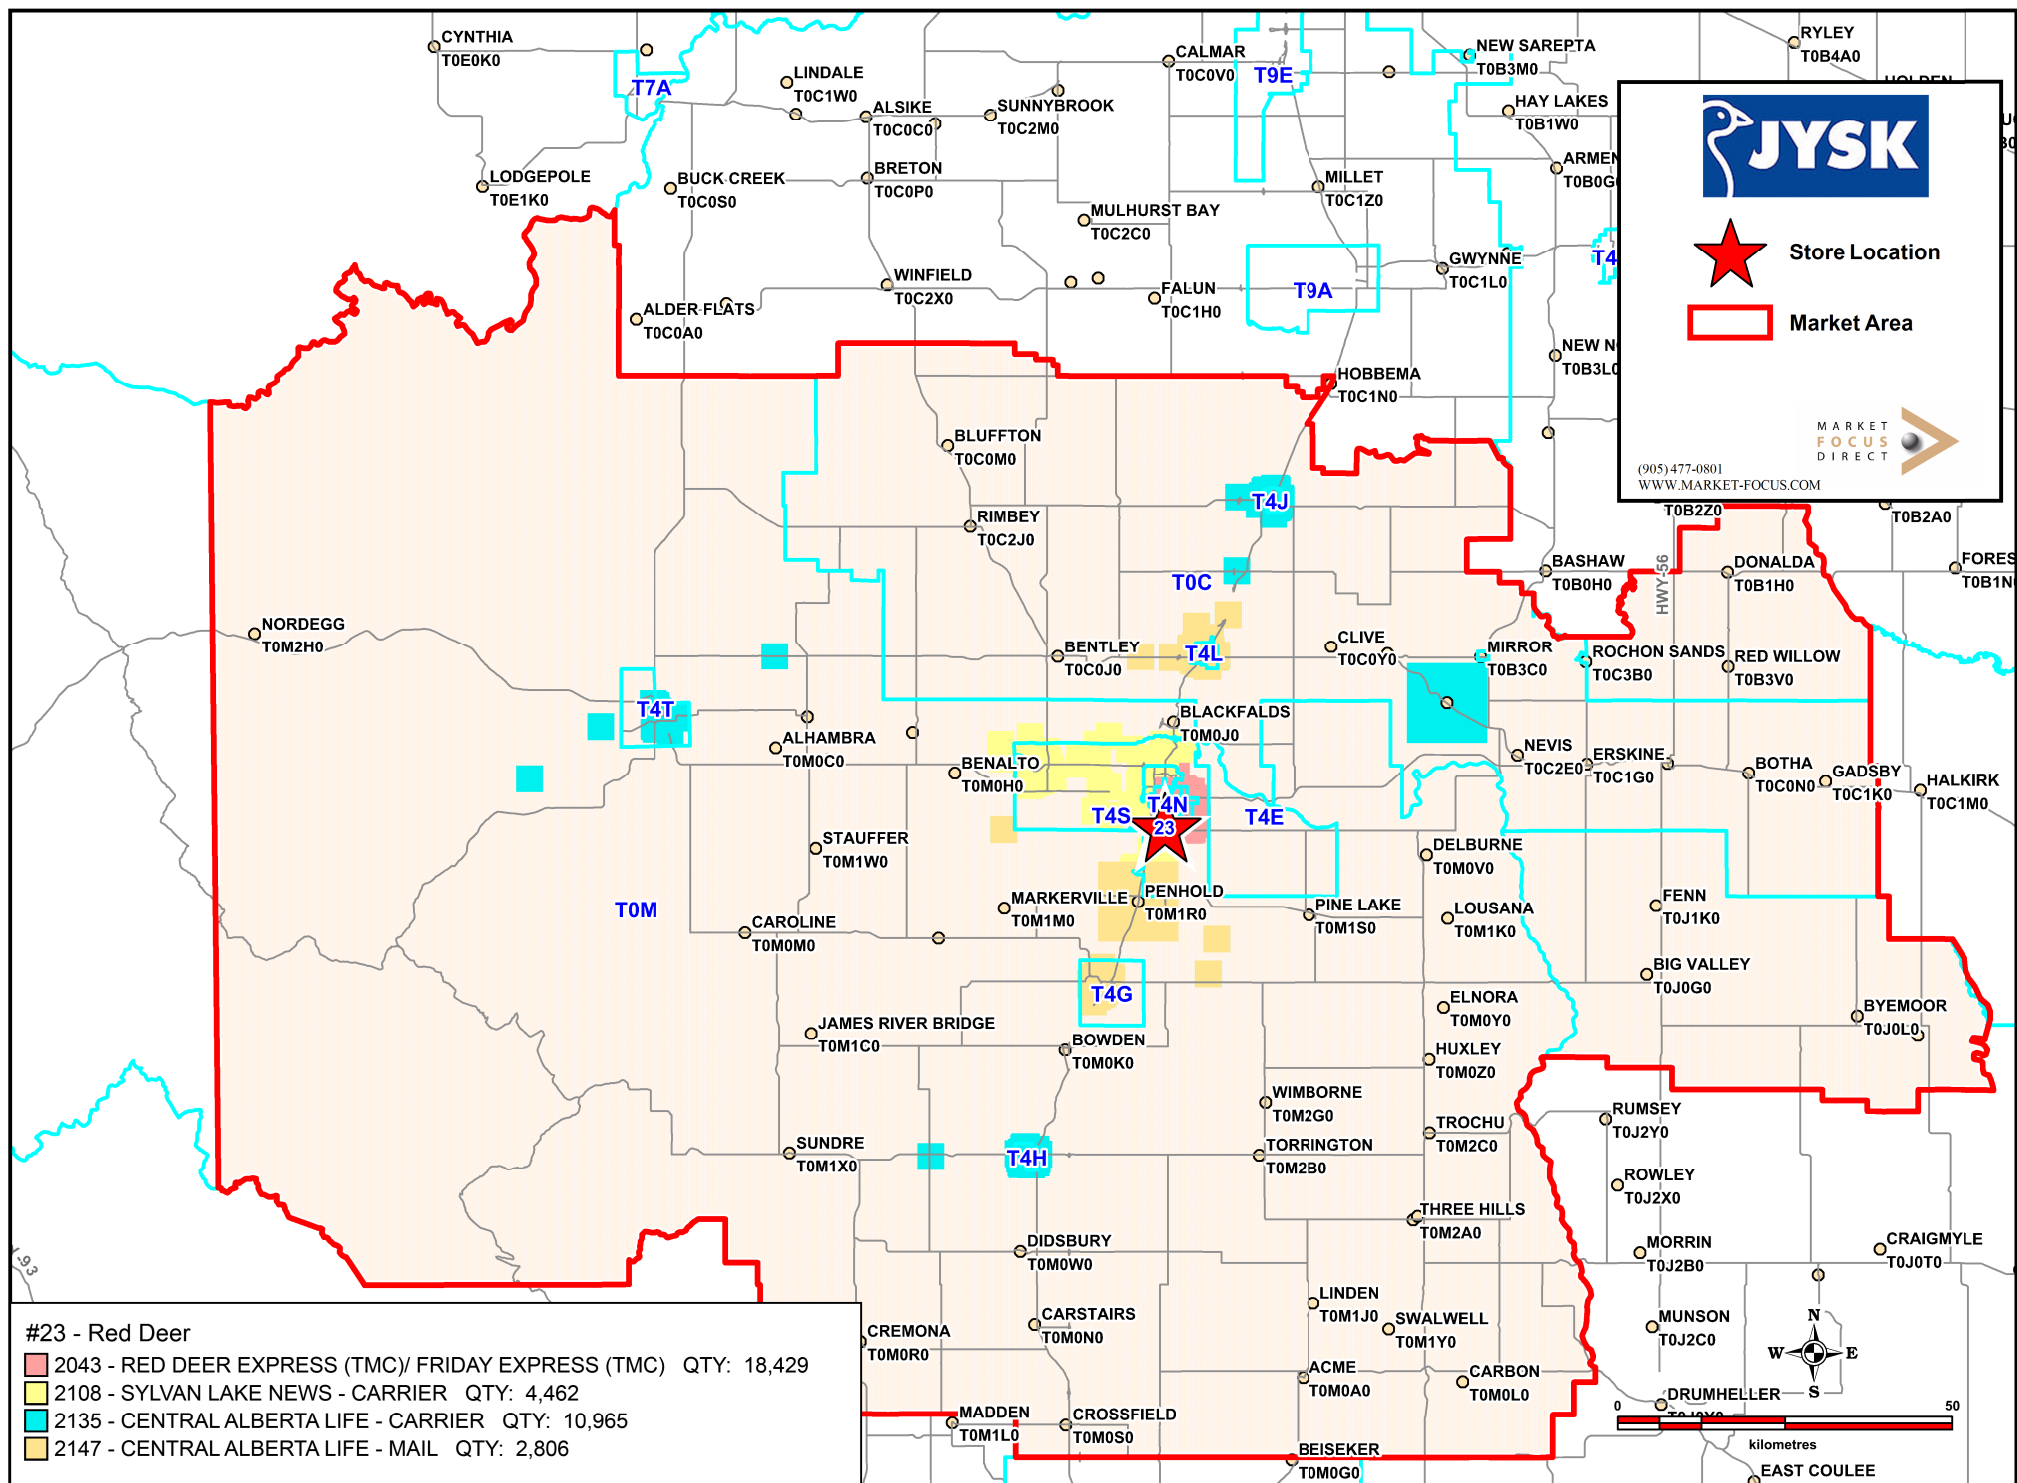 CYNTHIA
T0E0K0
T7A
LINDALE
T0C1W0
ALSIKE
T0C0C0
SUNNYBROOK
T0C2M0
CALMAR
T0C0V0
T9E
NEW SAREPTA
T0B3M0
RYLEY
T0B4A0
HAY LAKES
T0B1W0
LODGEPOLE
T0E1K0
BUCK CREEK
T0C0S0
BRETON
T0C0P0
MULHURST BAY
T0C2C0
MILLET
T0C1Z0
ARMEN
T0B0G
JYSK
Store Location
Market Area
MARKET
FOCUS
DIRECT
(905) 477-0801
WWW.MARKET-FOCUS.COM
ALDER FLATS
T0C0A0
WINFIELD
T0C2X0
FALUN
T0C1H0
T9A
GWYNNE
T0C1L0
T4
NEW N
T0B3L0
HOBBEMA
T0C1N0
BLUFFTON
T0C0M0
RIMBEY
T0C2J0
T4J
T0C
T0B2Z0
T0B2A0
BASHAW
T0B0H0
HWY-56
DONALDA
T0B1H0
FORES
T0B1N
NORDEGG
T0M2H0
BENTLEY
T0C0J0
T4L
CLIVE
T0C0Y0
MIRROR
T0B3C0
ROCHON SANDS
T0C3B0
RED WILLOW
T0B3V0
T4T
ALHAMBRA
T0M0C0
BLACKFALDS
T0M0J0
BENALTO
T0M0H0
T4S
T4N
23
T4E
NEVIS
T0C2E0
ERSKINE
T0C1G0
BOTHA
T0C0N0
GADSBY
T0C1K0
HALKIRK
T0C1M0
STAUFFER
T0M1W0
DELBURNE
T0M0V0
T0M
MARKERVILLE
T0M1M0
PENHOLD
T0M1R0
PINE LAKE
T0M1S0
LOUSANA
T0M1K0
FENN
T0J1K0
CAROLINE
T0M0M0
BIG VALLEY
T0J0G0
T4G
ELNORA
T0M0Y0
BYEMOOR
T0J0L0
JAMES RIVER BRIDGE
T0M1C0
BOWDEN
T0M0K0
HUXLEY
T0M0Z0
WIMBORNE
T0M2G0
TROCHU
T0M2C0
RUMSEY
T0J2Y0
SUNDRE
T0M1X0
T4H
TORRINGTON
T0M2B0
ROWLEY
T0J2X0
THREE HILLS
T0M2A0
DIDSBURY
T0M0W0
MORRIN
T0J2B0
CRAIGMYLE
T0J0T0
-93
LINDEN
T0M1J0
SWALWELL
T0M1Y0
CARSTAIRS
T0M0N0
CREMONA
T0M0R0
MUNSON
T0J2C0
N
W E
S
ACME
T0M0A0
CARBON
T0M0L0
DRUMHELLER
MADDEN
T0M1L0
CROSSFIELD
T0M0S0
0 50
kilometres
BEISEKER
T0M0G0
EAST COULEE
#23 - Red Deer
2043 - RED DEER EXPRESS (TMC)/ FRIDAY EXPRESS (TMC) QTY: 18,429
2108 - SYLVAN LAKE NEWS - CARRIER QTY: 4,462
2135 - CENTRAL ALBERTA LIFE - CARRIER QTY: 10,965
2147 - CENTRAL ALBERTA LIFE - MAIL QTY: 2,806